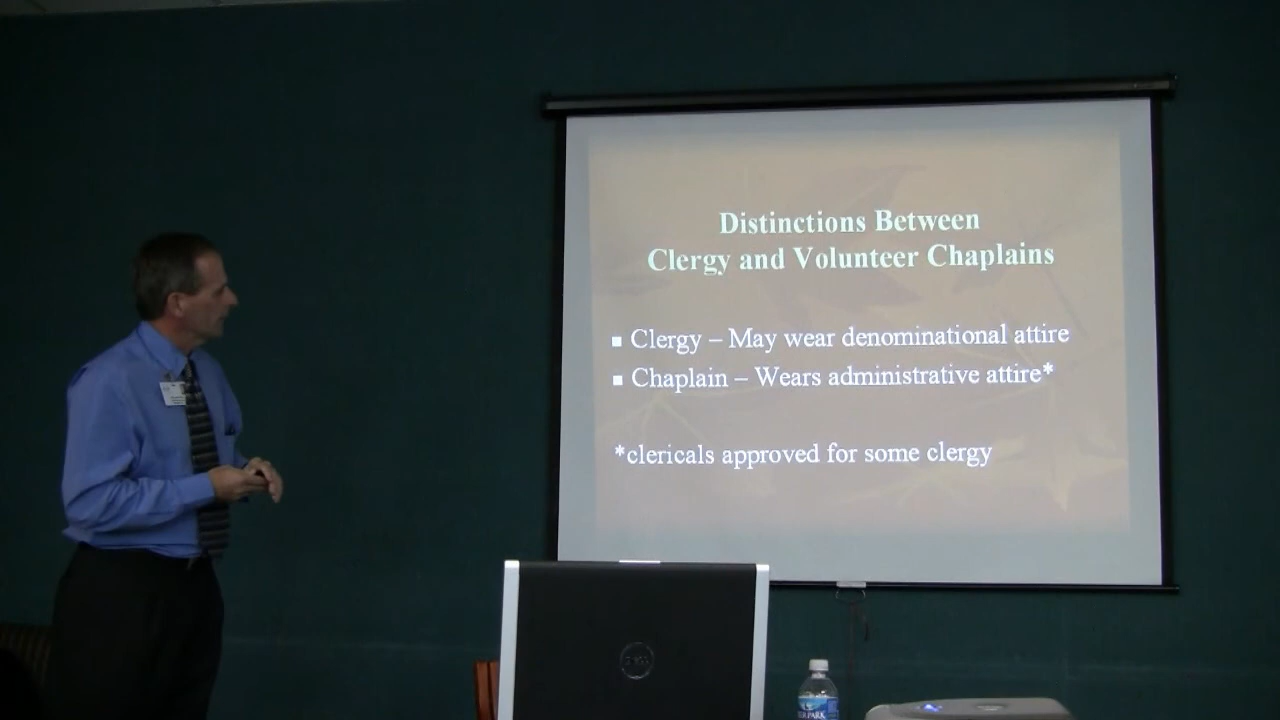 Distinctions Between
Clergy and Volunteer Chaplains
▪ Clergy – May wear denominational attire
▪ Chaplain – Wears administrative attire*
*clericals approved for some clergy
DELL